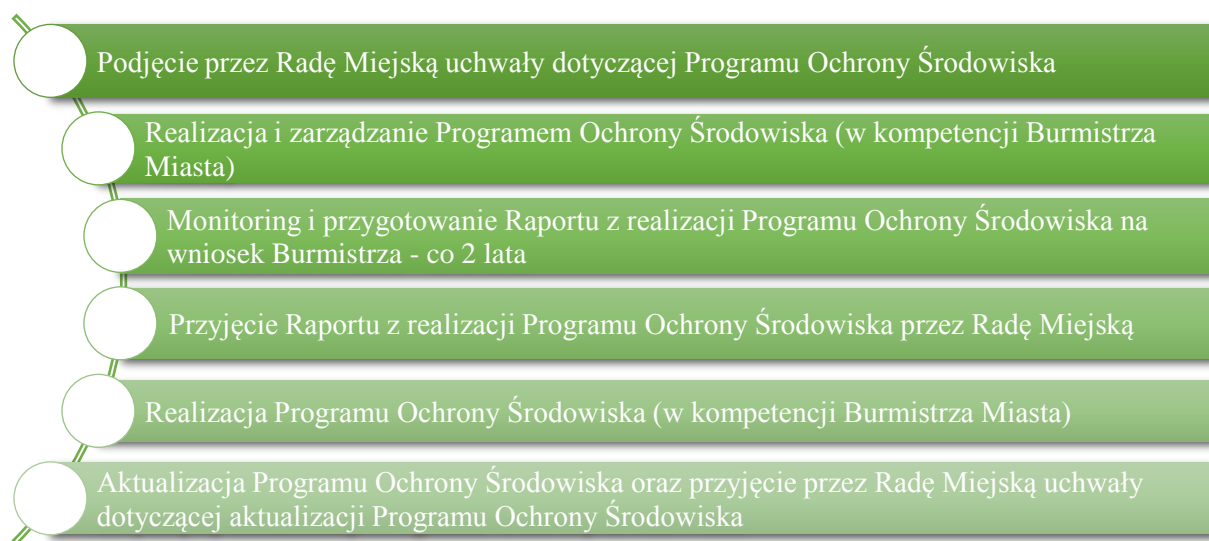 Podjęcie przez Radę Miejską uchwały dotyczącej Programu Ochrony Środowiska
Realizacja i zarządzanie Programem Ochrony Środowiska (w kompetencji Burmistrza
Miasta)
Monitoring i przygotowanie Raportu z realizacji Programu Ochrony Środowiska na
wniosek Burmistrza - co 2 lata
Przyjęcie Raportu z realizacji Programu Ochrony Środowiska przez Radę Miejską
Realizacja Programu Ochrony Środowiska (w kompetencji Burmistrza Miasta)
Aktualizacja Programu Ochrony Środowiska oraz przyjęcie przez Radę Miejską uchwały
dotyczącej aktualizacji Programu Ochrony Środowiska